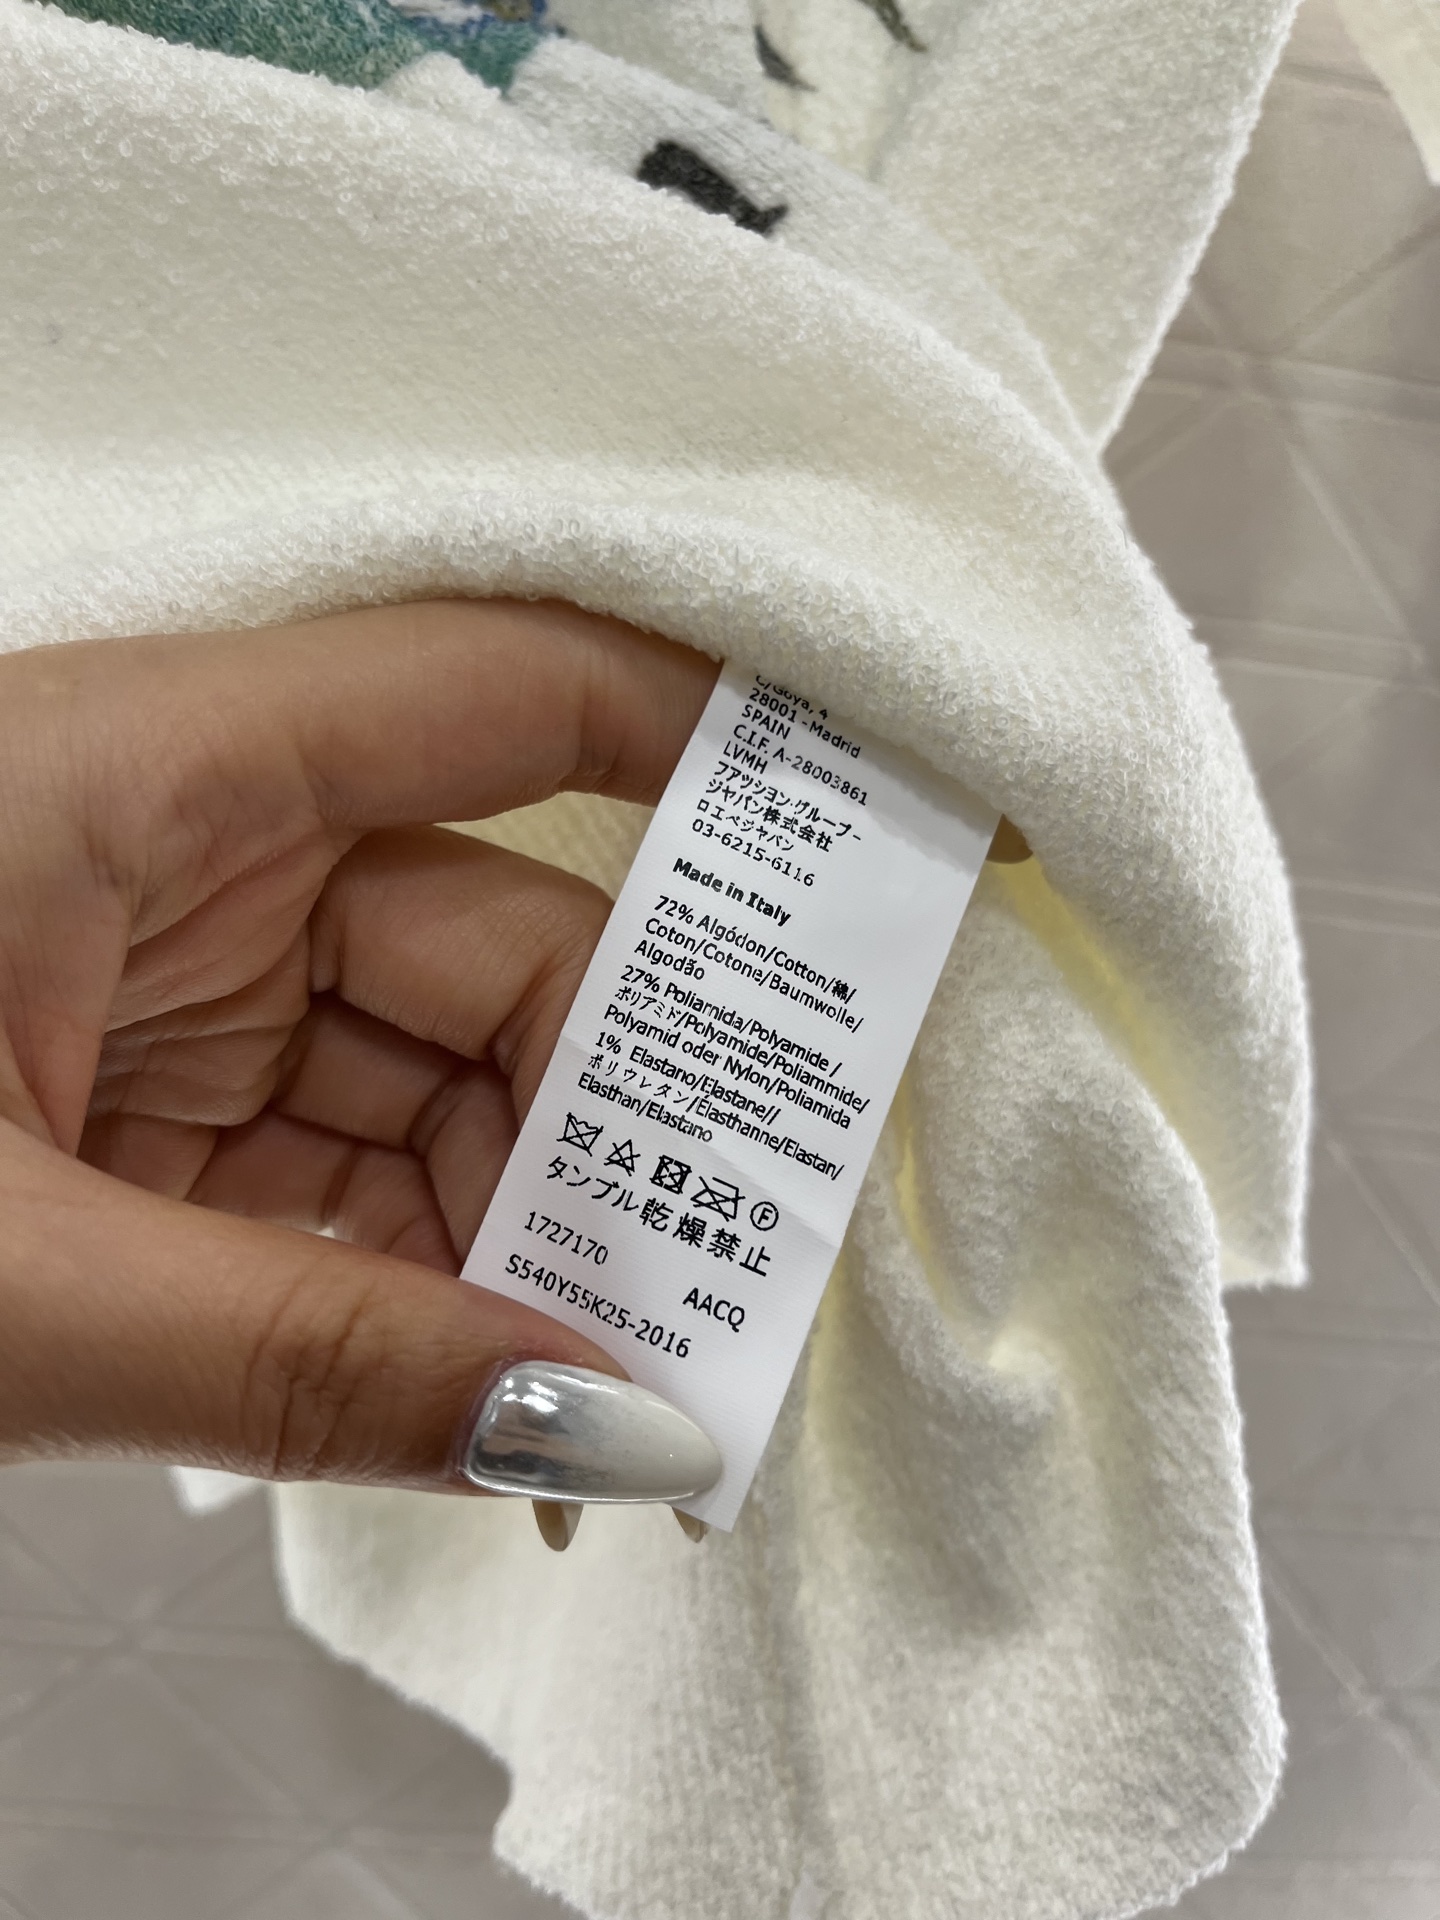 C/Goya, 4
28001 -Madrid
SPAIN
C.I.F. A-28003861
LVMH
ファッション・グループー
ジャパン株式会社
ロエベジャパン
03-6215-6116
Made in Italy
72% Algódon/Cotton/綿/
Coton/Cotone/Baumwolle/
Algodão
27% Poliamida/Polyamide /
ポリアミド/Polyamide/Poliammide/
Polyamid oder Nylon/Poliamida
1% Elastano/Elastane//
ポリウレタン/Élasthanne/Elastan/
Elasthan/Elastano
F
タンブル乾燥禁止
1727170 AACQ
S540Y55K25-2016